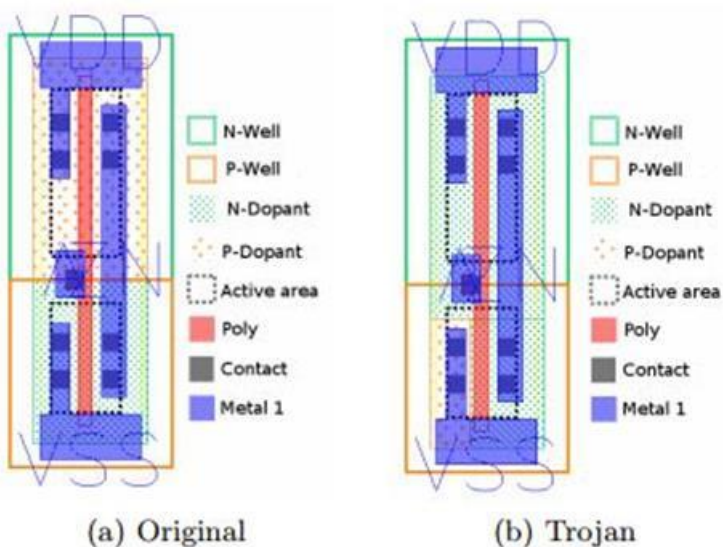 VDD
N-Well
P-Well
N-Dopant
P-Dopant
Active area
Poly
Contact
Metal 1
VSS
(a) Original
VDD
N-Well
P-Well
N-Dopant
P-Dopant
Active area
Poly
Contact
Metal 1
VSS
(b) Trojan